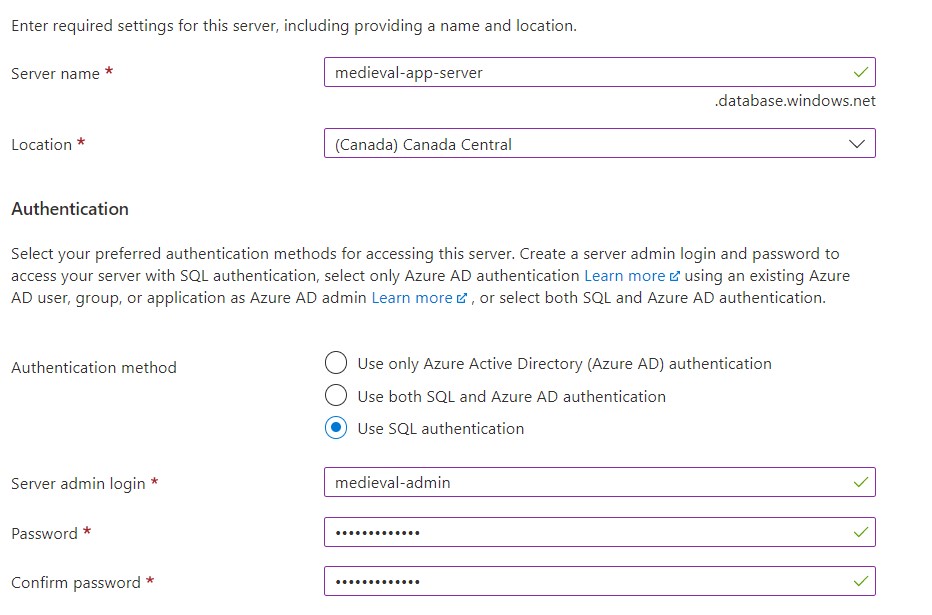 Enter required settings for this server, including providing a name and location.
Server name *
medieval-app-server
.database.windows.net
Location *
(Canada) Canada Central
Authentication
Select your preferred authentication methods for accessing this server. Create a server admin login and password to
access your server with SQL authentication, select only Azure AD authentication Learn more using an existing Azure
AD user, group, or application as Azure AD admin Learn more , or select both SQL and Azure AD authentication.
Authentication method
Use only Azure Active Directory (Azure AD) authentication
Use both SQL and Azure AD authentication
Use SQL authentication
Server admin login *
medieval-admin
Password *
•••••••••••••
Confirm password *
•••••••••••••